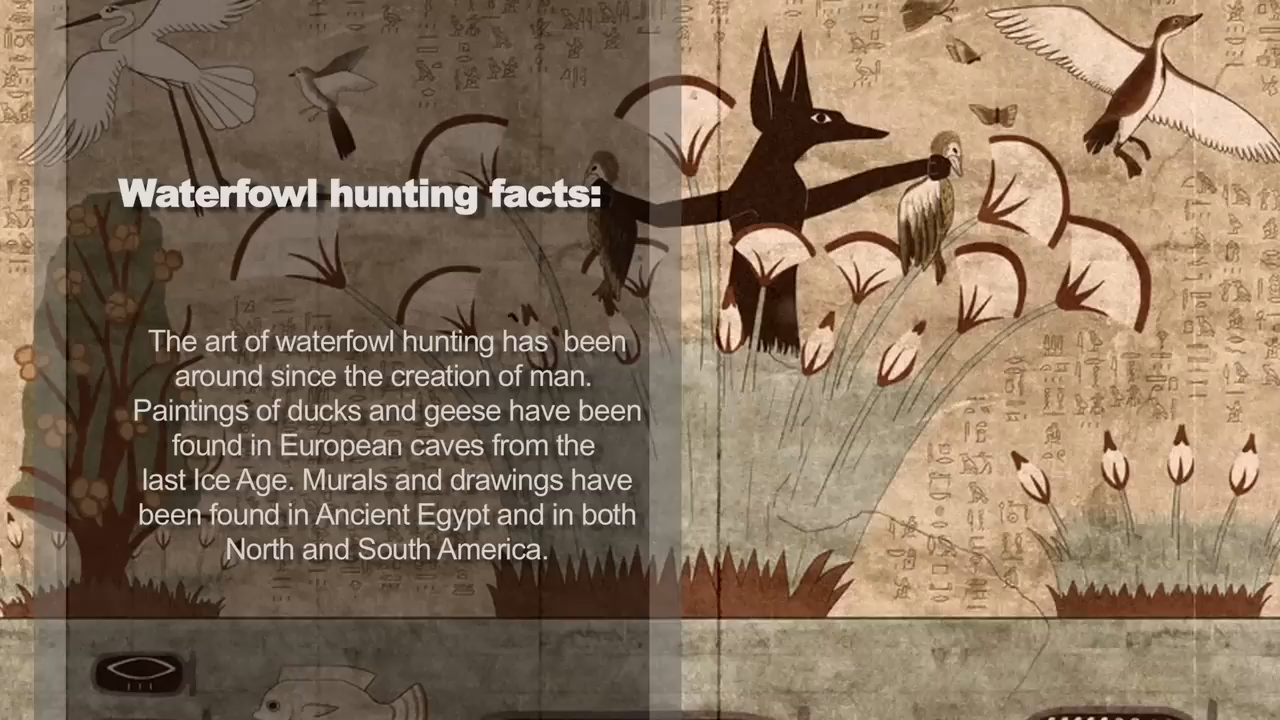 Waterfowl hunting facts:
The art of waterfowl hunting has been
around since the creation of man.
Paintings of ducks and geese have been
found in European caves from the
last Ice Age. Murals and drawings have
been found in Ancient Egypt and in both
North and South America.